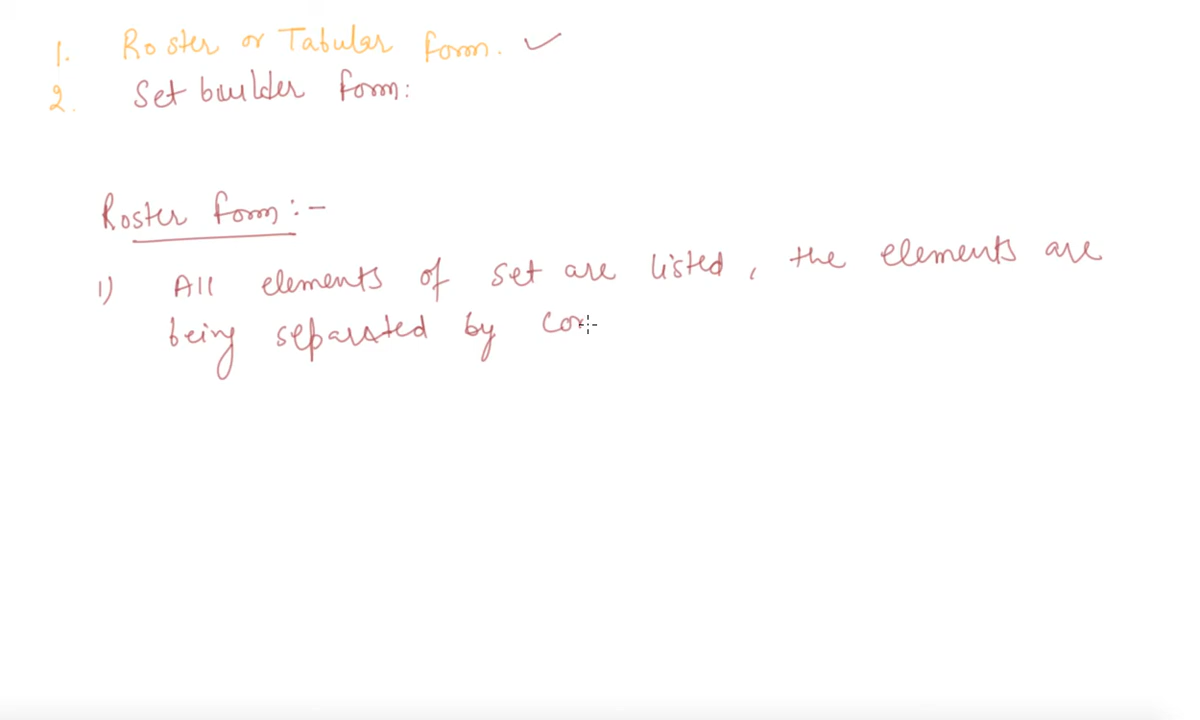 1. Roster or Tabular form.
2. Set builder form:
Roster form :-
1) All elements of set are listed, the elements are
being separated by com